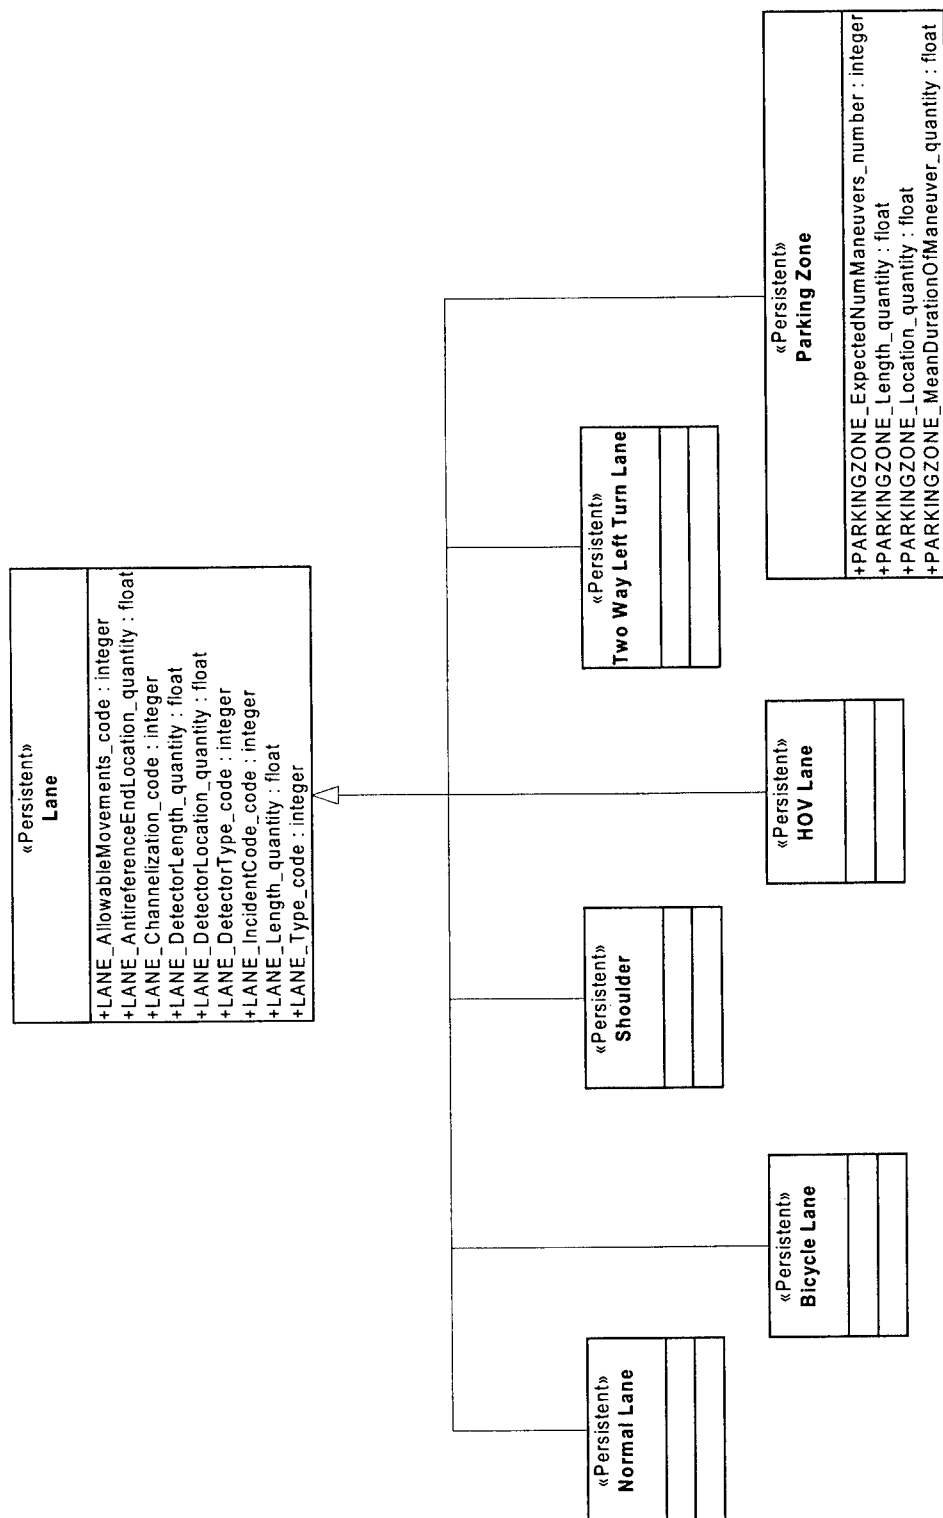 «Persistent»
Lane
+LANE_AllowableMovements_code : integer
+LANE_AntireferenceEndLocation_quantity : float
+LANE_Channelization_code : integer
+LANE_DetectorLength_quantity : float
+LANE_DetectorLocation_quantity : float
+LANE_DetectorType_code : integer
+LANE_IncidentCode_code : integer
+LANE_Length_quantity : float
+LANE_Type_code : integer
«Persistent»
Normal Lane
«Persistent»
Bicycle Lane
«Persistent»
Shoulder
«Persistent»
HOV Lane
«Persistent»
Two Way Left Turn Lane
«Persistent»
Parking Zone
+PARKINGZONE_ExpectedNumManeuvers_number : integer
+PARKINGZONE_Length_quantity : float
+PARKINGZONE_Location_quantity : float
+PARKINGZONE_MeanDurationOfManeuver_quantity : float